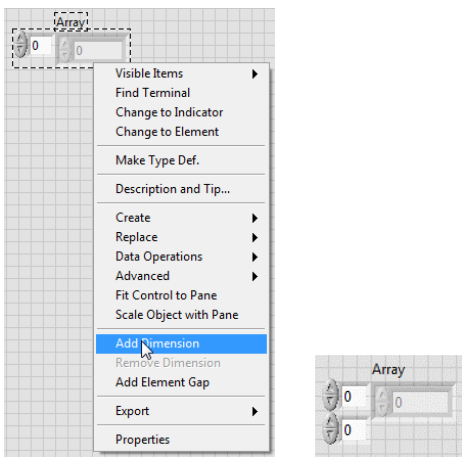 Array
0 0
Visible Items
Find Terminal
Change to Indicator
Change to Element
Make Type Def.
Description and Tip...
Create
Replace
Data Operations
Advanced
Fit Control to Pane
Scale Object with Pane
Add Dimension
Remove Dimension
Add Element Gap
Export
Properties
Array
0 0
0